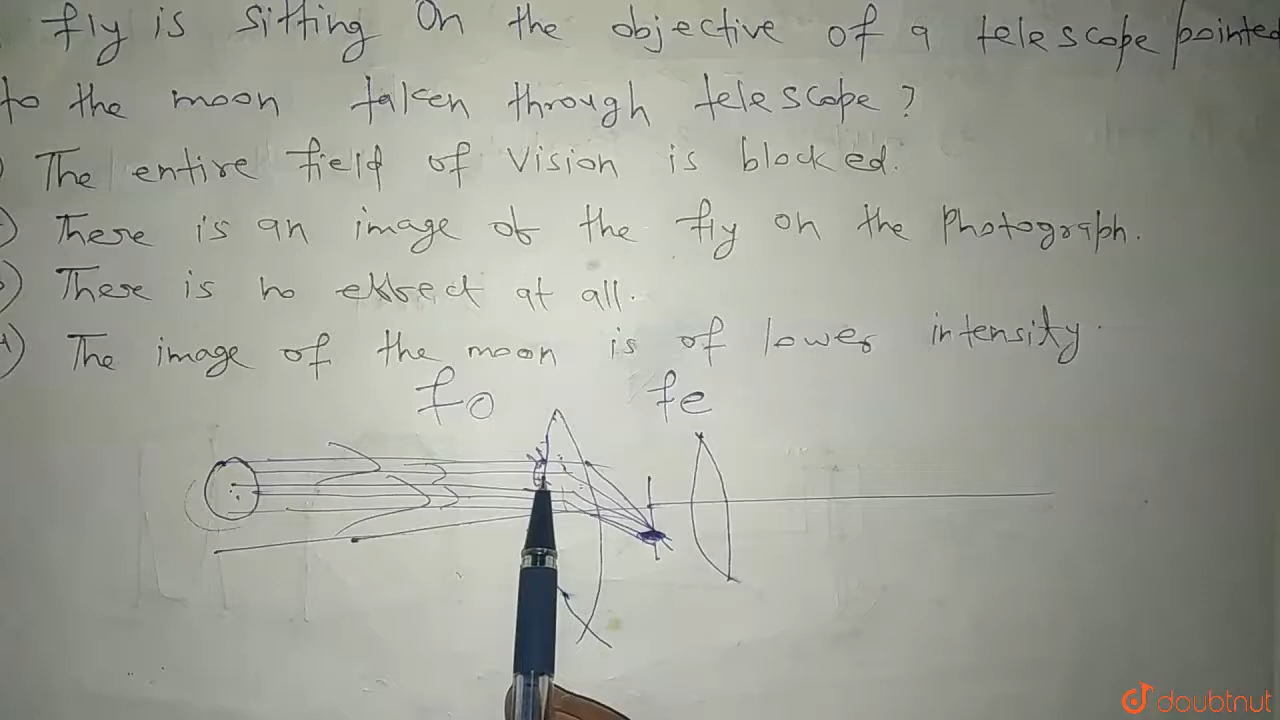 fly is sitting on the objective of a telescope pointed
to the moon taken through telescope?
The entire field of vision is blocked.
) There is an image of the fly on the photograph.
) There is no effect at all.
) The image of the moon is of lower intensity.
fo fe
doubtnut